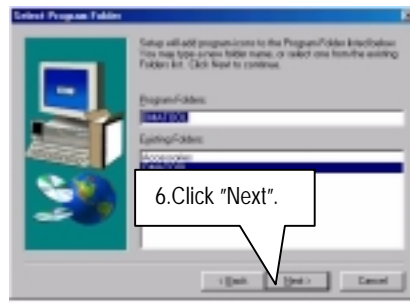 Select Program Folder
Setup will add program icons to the Program Folder listed below.
You may type a new folder name, or select one from the existing
Folders list. Click Next to continue.
Program Folders:
Existing Folders:
Accessories
6.Click "Next".
< Back
Next >
Cancel